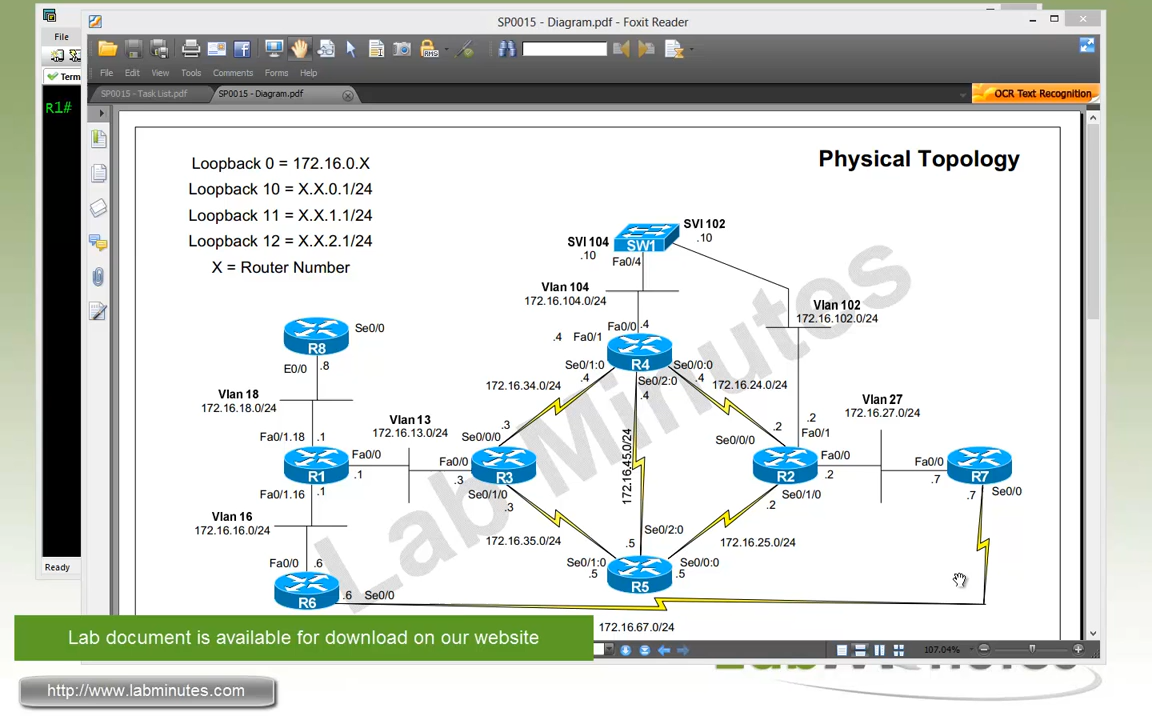 SP0015 - Diagram.pdf - Foxit Reader
File
File Edit View Tools Comments Forms Help
Term
SP0015 - Task List.pdf
SP0015 - Diagram.pdf
OCR Text Recognition
R1#
Physical Topology
Loopback 0 = 172.16.0.X
Loopback 10 = X.X.0.1/24
Loopback 11 = X.X.1.1/24
Loopback 12 = X.X.2.1/24
X = Router Number
SVI 102
.10
SVI 104
.10
SW1
Fa0/4
Vlan 104
172.16.104.0/24
Vlan 102
172.16.102.0/24
Fa0/0 .4
.4 Fa0/1
R4
Se0/1:0
.4
Se0/0:0
.4
Se0/2:0
.4
R8
Se0/0
E0/0 .8
Vlan 18
172.16.18.0/24
172.16.34.0/24
172.16.24.0/24
Vlan 27
172.16.27.0/24
Vlan 13
172.16.13.0/24
Fa0/1.18 .1
R1
Fa0/0
.1
Fa0/1.16 .1
.3
Se0/0/0
Fa0/0
.3
R3
Se0/1/0
.3
172.16.45.0/24
.2
Se0/0/0
.2
Fa0/1
R2
Fa0/0
.2
Se0/1/0
.2
Fa0/0
.7
R7
Se0/0
.7
Vlan 16
172.16.16.0/24
172.16.35.0/24
172.16.25.0/24
Se0/2:0
.5
Se0/1:0
.5
R5
Se0/0:0
.5
Fa0/0 .6
R6
.6 Se0/0
172.16.67.0/24
Lab Minutes
Ready
107.04%
Lab document is available for download on our website
http://www.labminutes.com